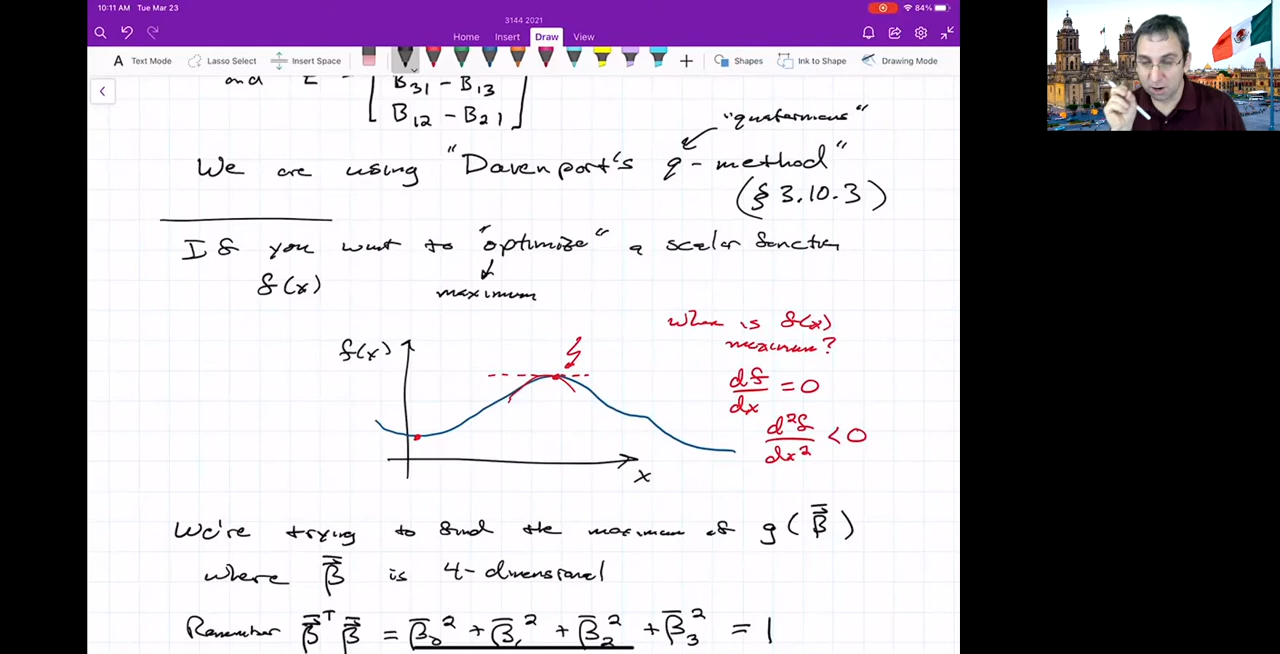 10:11 AM Tue Mar 23
84%
3144 2021
Home Insert Draw View
A Text Mode Lasso Select Insert Space Shapes Ink to Shape Drawing Mode
and
B31 - B13
B12 - B21
"quaternions"
We are using "Davenport's q-method"
(§ 3.10.3)
If you want to "optimize" a scalar function
f(x)
maximum
f(x)
x
When is f(x)
maximum?
df/dx = 0
d²f/dx² < 0
We're trying to find the maximum of g(β̄)
where β̄ is 4-dimensional
Remember β̄ᵀ β̄ = β̄₀² + β̄₁² + β̄₂² + β̄₃² = 1